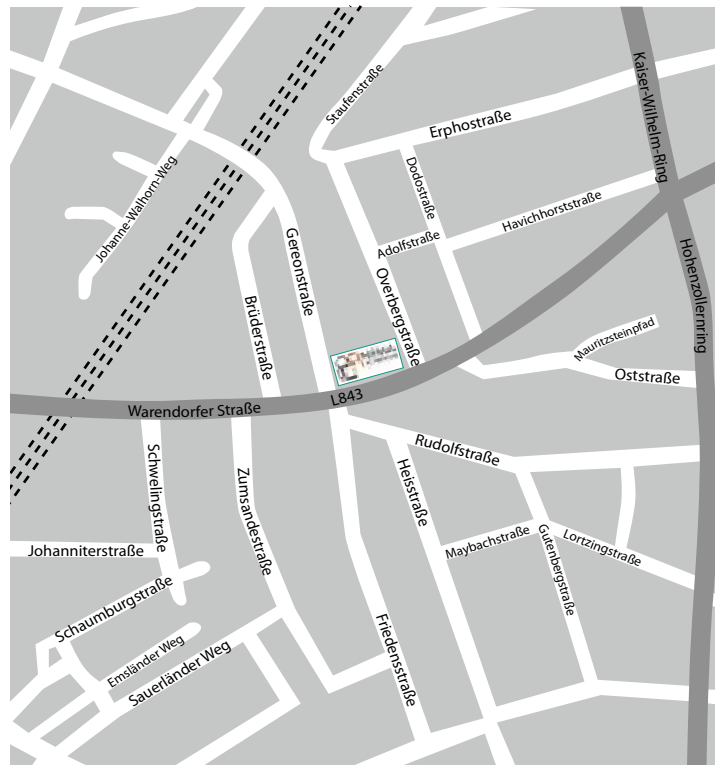 Staufenstraße
Kaiser-Wilhelm-Ring
Erphostraße
Johanne-Walhorn-Weg
Dodostraße
Havichhorststraße
Adolfstraße
Gereonstraße
Overbergstraße
Hohenzollernring
Brüderstraße
Mauritzsteinpfad
Oststraße
L843
Warendorfer Straße
Rudolfstraße
Schwelingstraße
Heisstraße
Zumsandestraße
Maybachstraße
Gutenbergstraße
Lortzingstraße
Johanniterstraße
Schaumburgstraße
Friedensstraße
Emsländer Weg
Sauerländer Weg